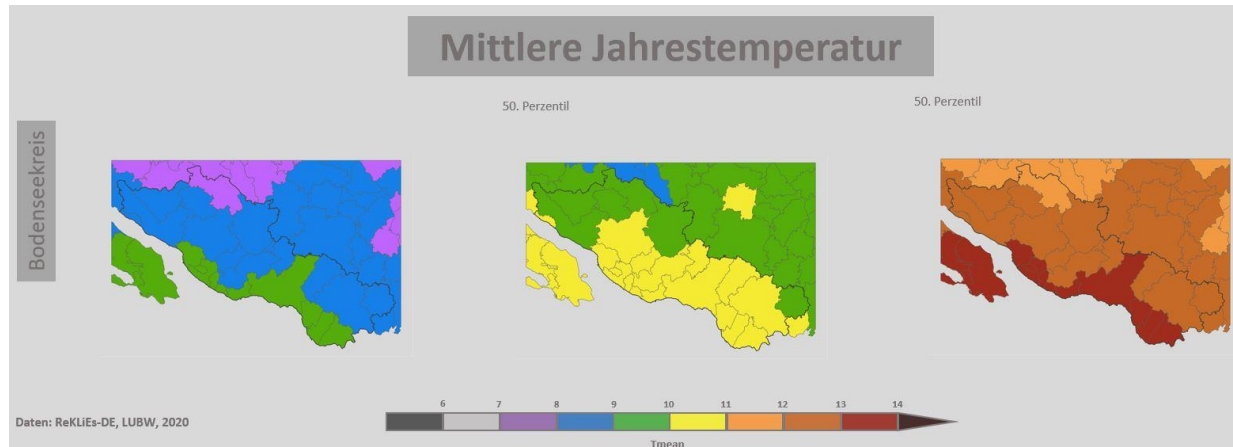 Mittlere Jahrestemperatur
50. Perzentil
50. Perzentil
Bodenseekreis
6 7 8 9 10 11 12 13 14
Daten: ReKLiEs-DE, LUBW, 2020
Tmean